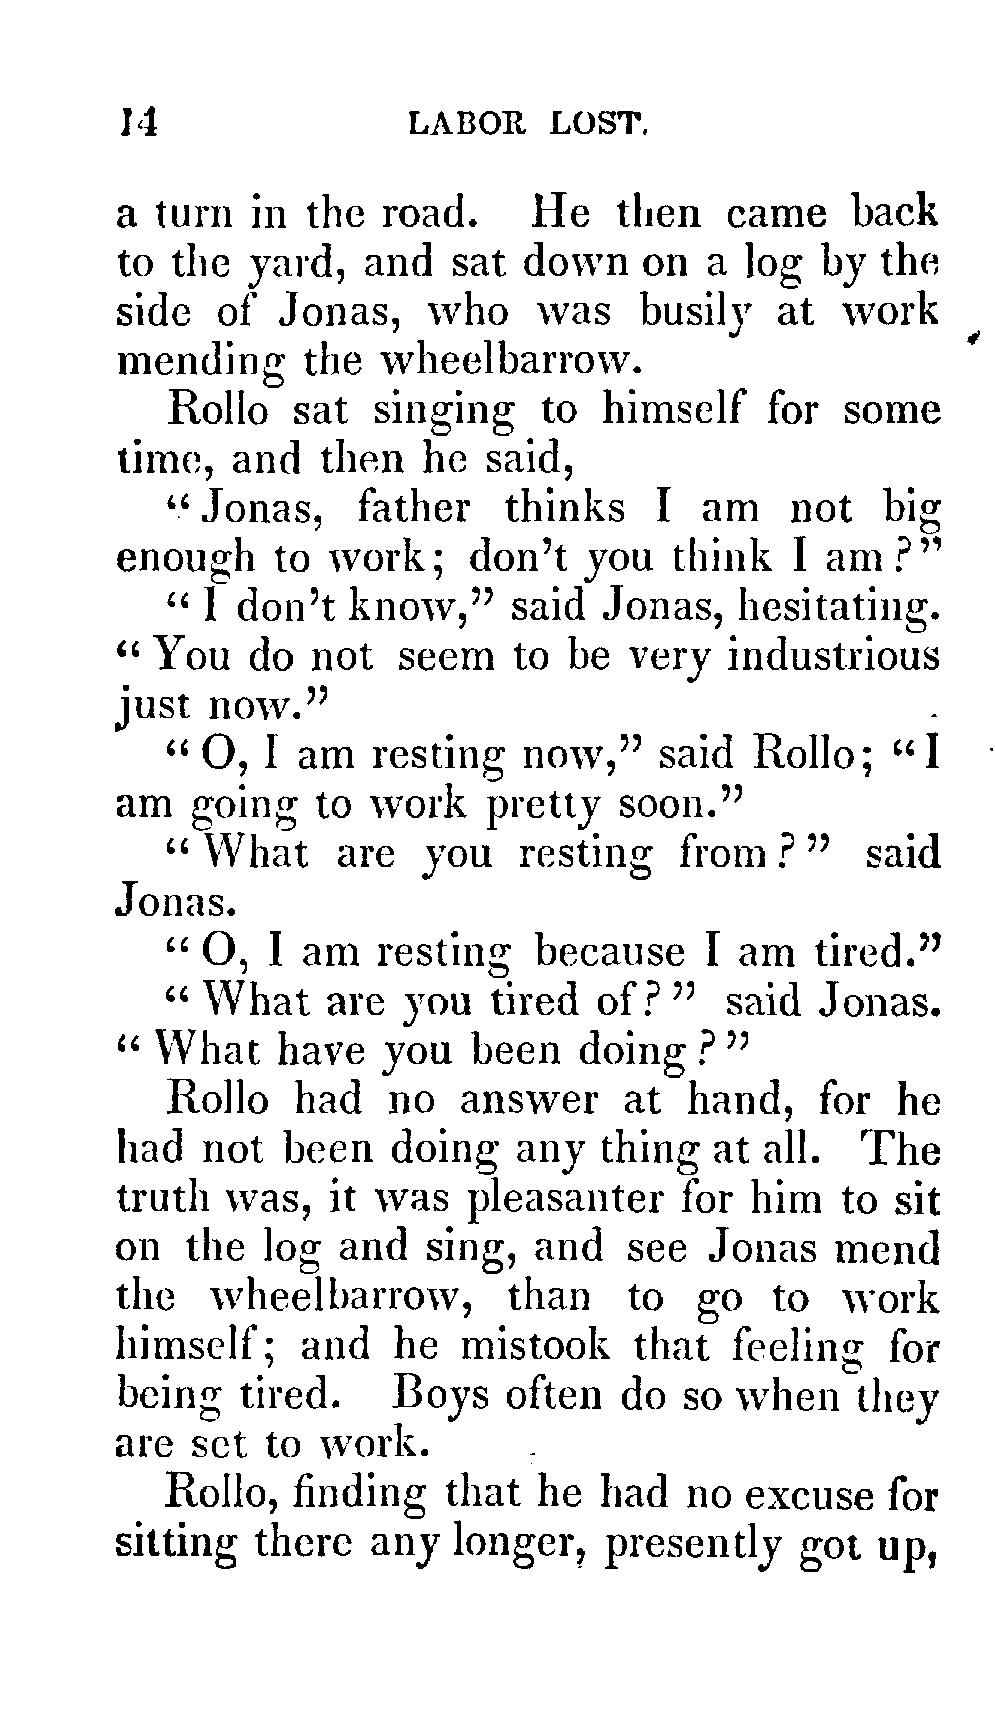 14 LABOR LOST.
a turn in the road. He then came back
to the yard, and sat down on a log by the
side of Jonas, who was busily at work
mending the wheelbarrow.
Rollo sat singing to himself for some
time, and then he said,
“Jonas, father thinks I am not big
enough to work; don’t you think I am?”
“I don’t know,” said Jonas, hesitating.
“You do not seem to be very industrious
just now.”
“O, I am resting now,” said Rollo; “I
am going to work pretty soon.”
“What are you resting from?” said
Jonas.
“O, I am resting because I am tired.”
“What are you tired of?” said Jonas.
“What have you been doing?”
Rollo had no answer at hand, for he
had not been doing any thing at all. The
truth was, it was pleasanter for him to sit
on the log and sing, and see Jonas mend
the wheelbarrow, than to go to work
himself; and he mistook that feeling for
being tired. Boys often do so when they
are set to work.
Rollo, finding that he had no excuse for
sitting there any longer, presently got up,